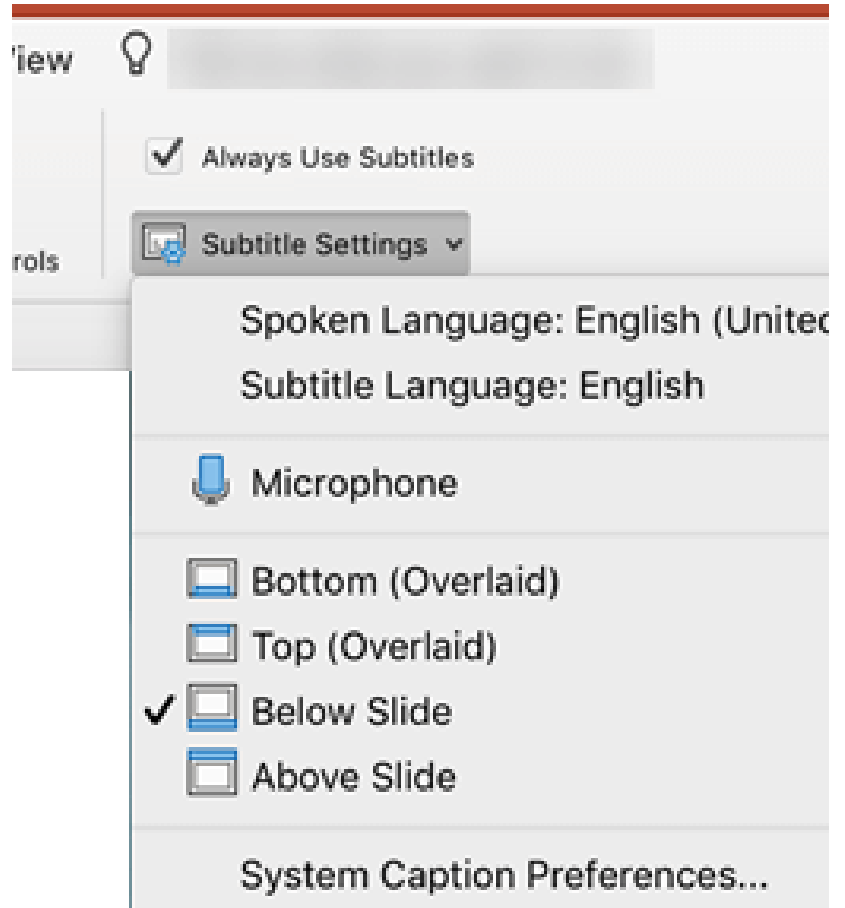 iew
Always Use Subtitles
rols
Subtitle Settings
Spoken Language: English (United
Subtitle Language: English
Microphone
Bottom (Overlaid)
Top (Overlaid)
Below Slide
Above Slide
System Caption Preferences...